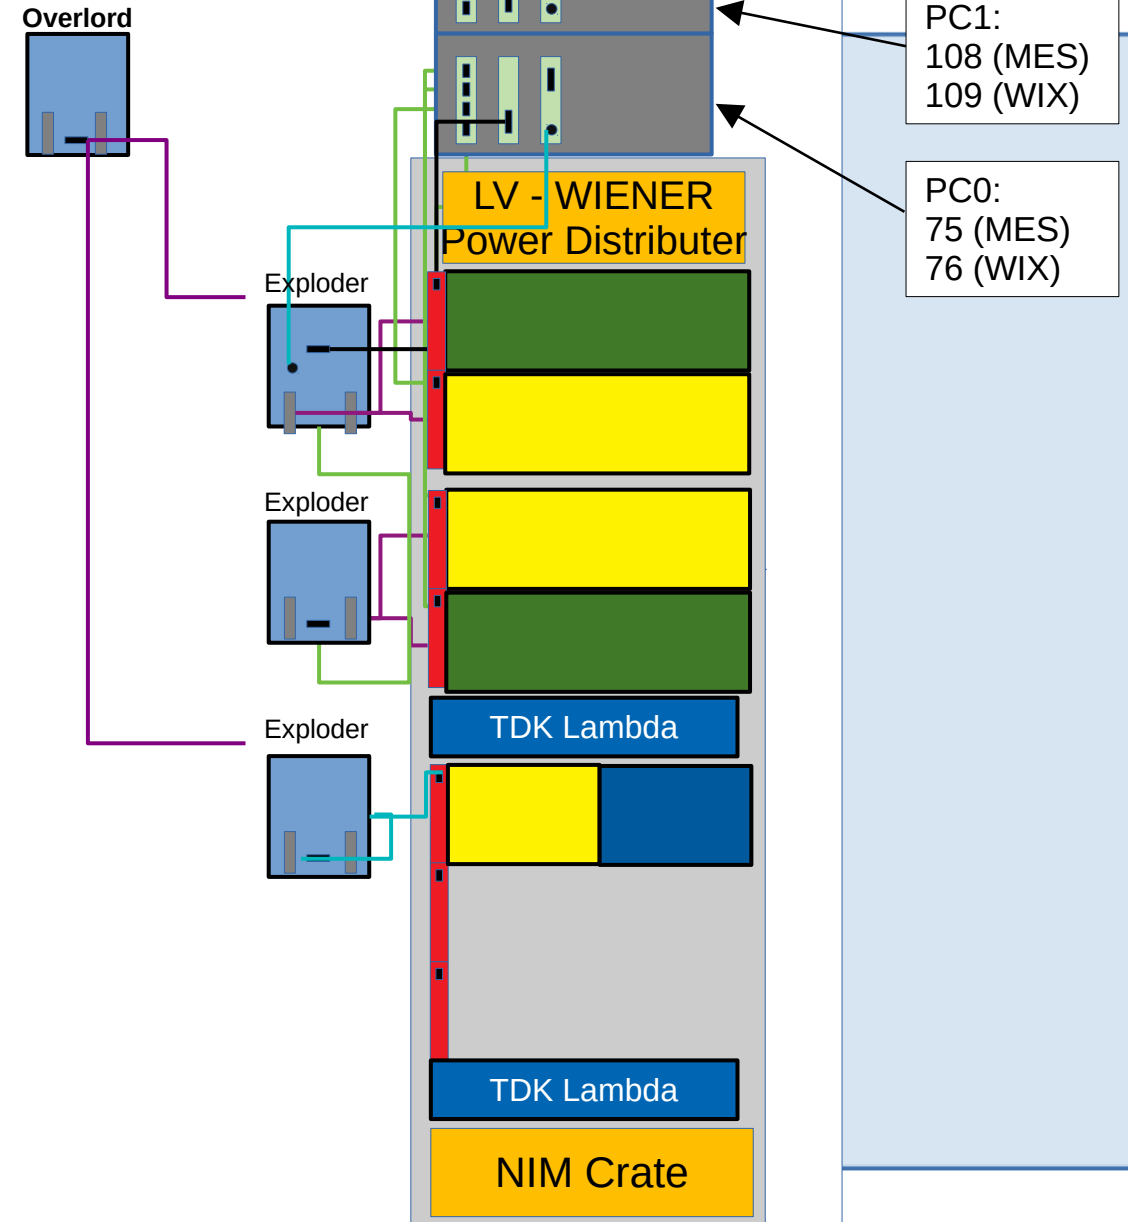 Overlord
PC1:
108 (MES)
109 (WIX)
PC0:
75 (MES)
76 (WIX)
LV - WIENER
Power Distributer
Exploder
Exploder
Exploder
TDK Lambda
TDK Lambda
NIM Crate